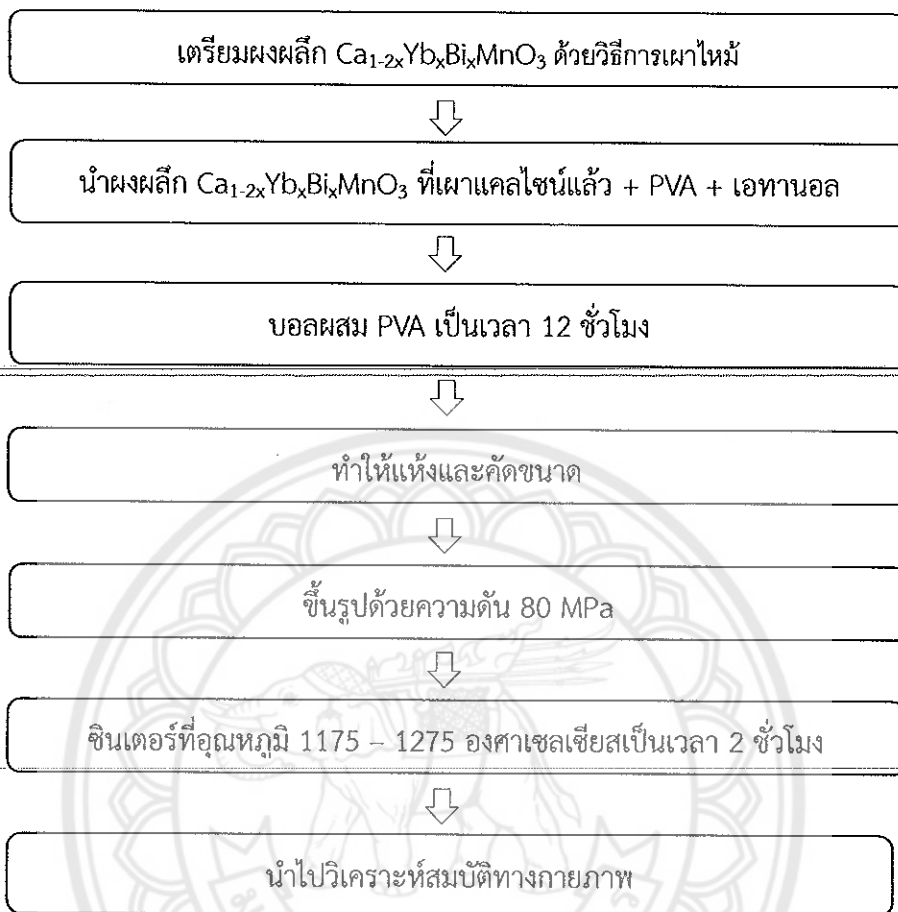 เตรียมผงผลึก Ca₁₋₂ₓYbₓBiₓMnO₃ ด้วยวิธีการเผาไหม้
นำผงผลึก Ca₁₋₂ₓYbₓBiₓMnO₃ ที่เผาแคลไซน์แล้ว + PVA + เอทานอล
บอลผสม PVA เป็นเวลา 12 ชั่วโมง
ทำให้แห้งและคัดขนาด
ขึ้นรูปด้วยความดัน 80 MPa
ซินเตอร์ที่อุณหภูมิ 1175 – 1275 องศาเซลเซียสเป็นเวลา 2 ชั่วโมง
นำไปวิเคราะห์สมบัติทางกายภาพ